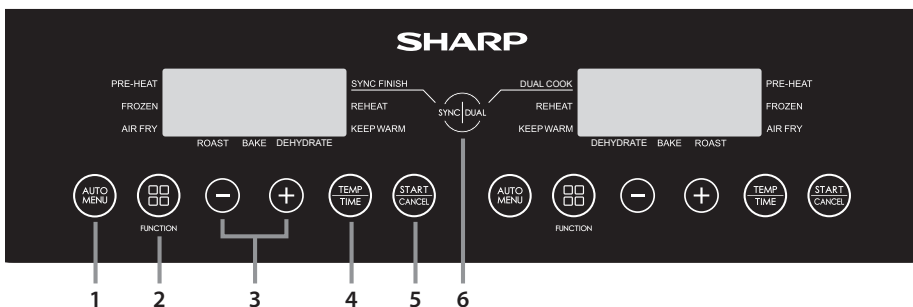 SHARP
PRE-HEAT
FROZEN
AIR FRY
SYNC FINISH
REHEAT
KEEP WARM
ROAST BAKE DEHYDRATE
SYNC DUAL
DUAL COOK
REHEAT
KEEP WARM
PRE-HEAT
FROZEN
AIR FRY
DEHYDRATE BAKE ROAST
AUTO
MENU
FUNCTION
−
+
TEMP
TIME
START
CANCEL
AUTO
MENU
FUNCTION
−
+
TEMP
TIME
START
CANCEL
1 2 3 4 5 6